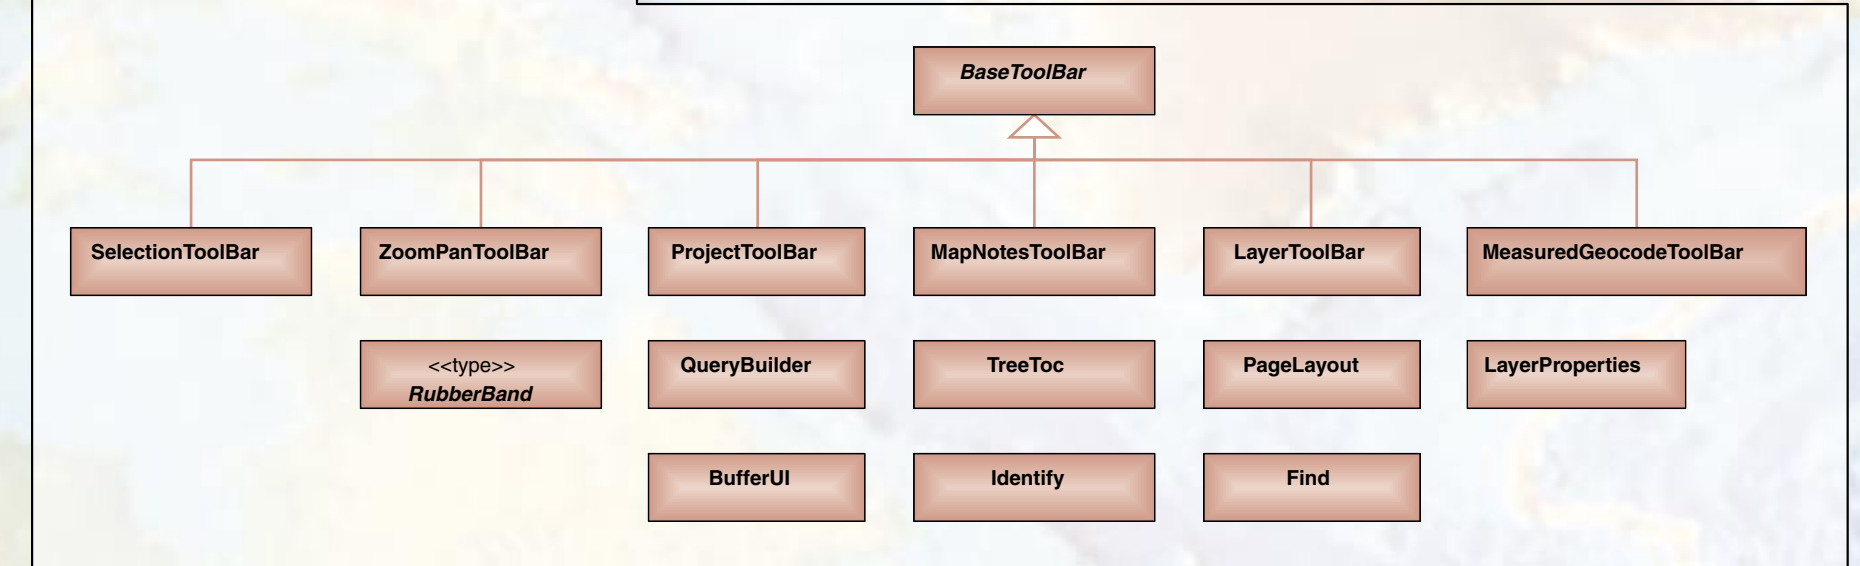 BaseToolBar
SelectionToolBar
ZoomPanToolBar
ProjectToolBar
MapNotesToolBar
LayerToolBar
MeasuredGeocodeToolBar
<<type>>
RubberBand
QueryBuilder
TreeToc
PageLayout
LayerProperties
BufferUI
Identify
Find